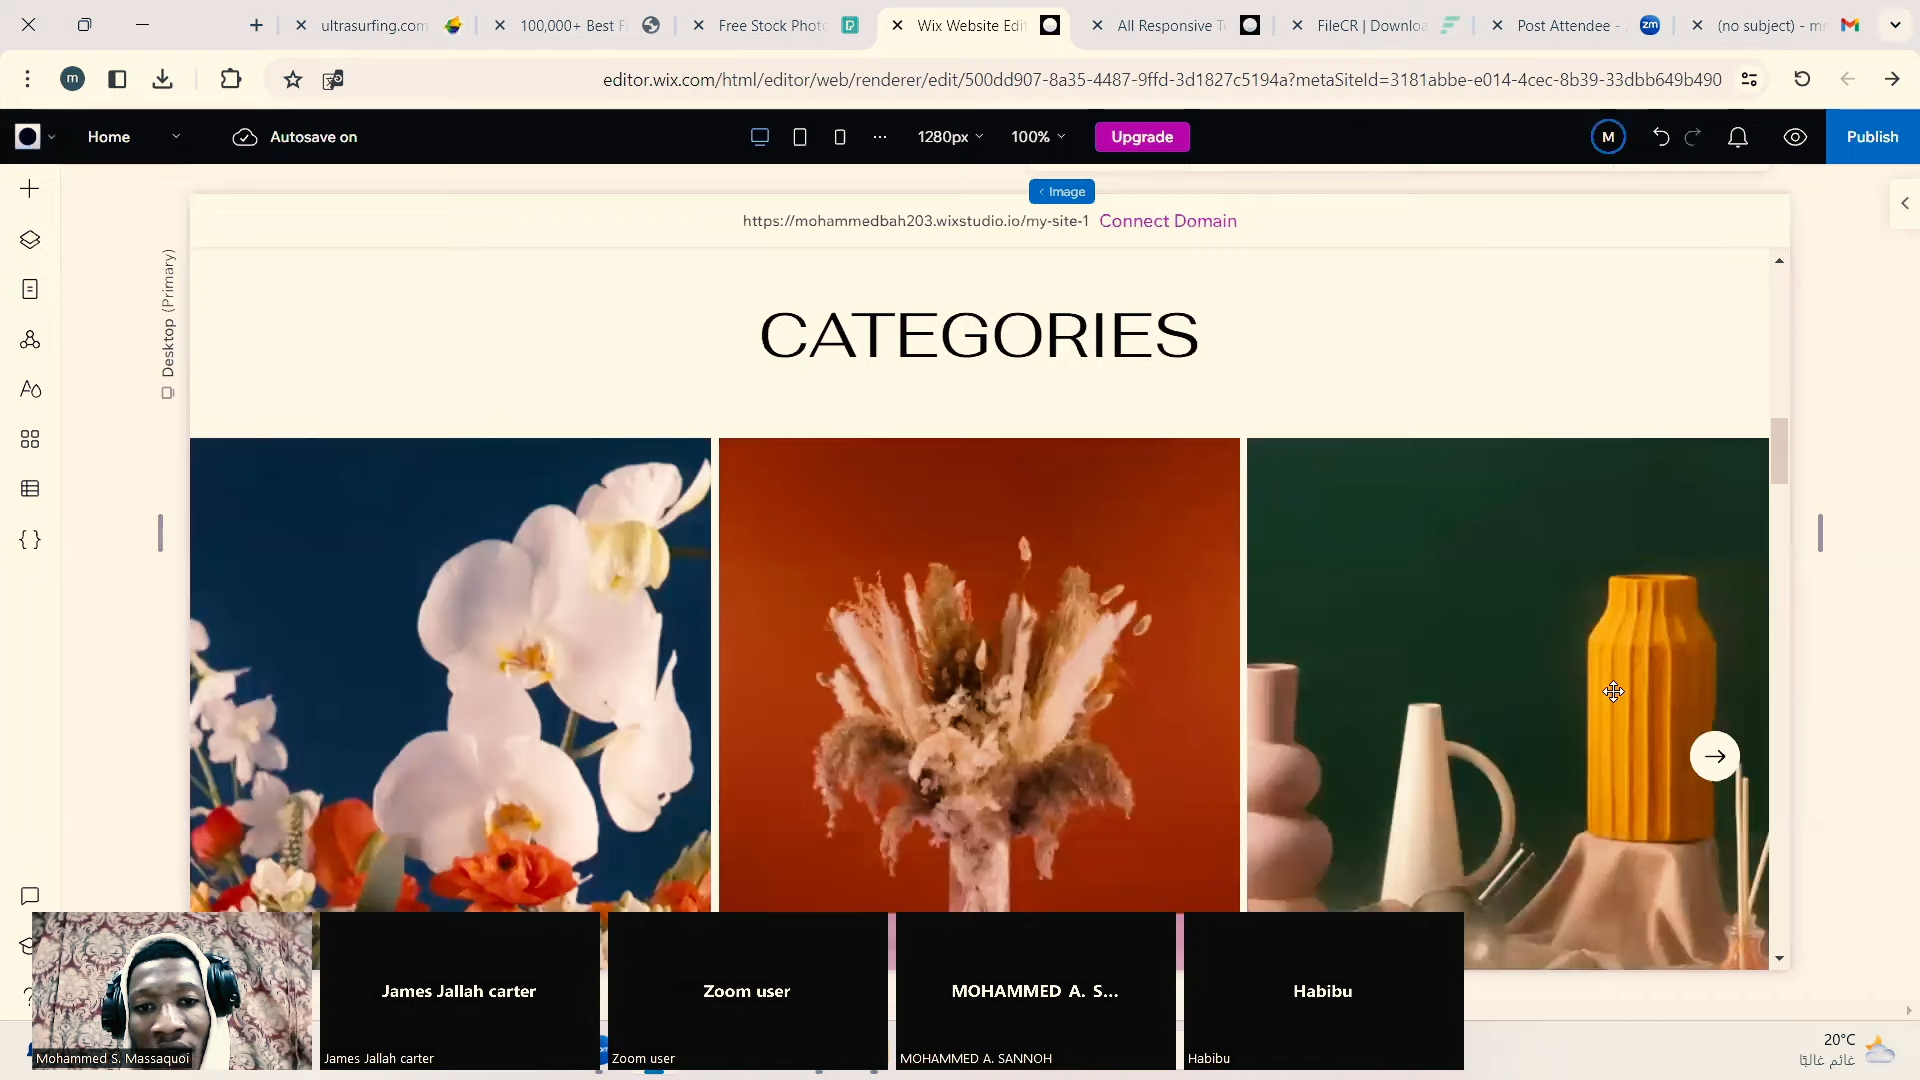 ultrasurfing.com
100,000+ Best F
Free Stock Phot
Wix Website Edi
All Responsive Te
FileCR | Downloa
Post Attendee -
zm
(no subject) - m
m
editor.wix.com/html/editor/web/renderer/edit/500dd907-8a35-4487-9ffd-3d1827c5194a?metaSiteId=3181abbe-e014-4cec-8b39-33dbb649b490
Home
Autosave on
1280px
100%
Upgrade
M
Publish
Image
https://mohammedbah203.wixstudio.io/my-site-1 Connect Domain
Desktop (Primary)
CATEGORIES
James Jallah carter
Zoom user
MOHAMMED A. S...
Habibu
Mohammed S. Massaquoi
James Jallah carter
Zoom user
MOHAMMED A. SANNOH
Habibu
20°C
غائم غالبًا